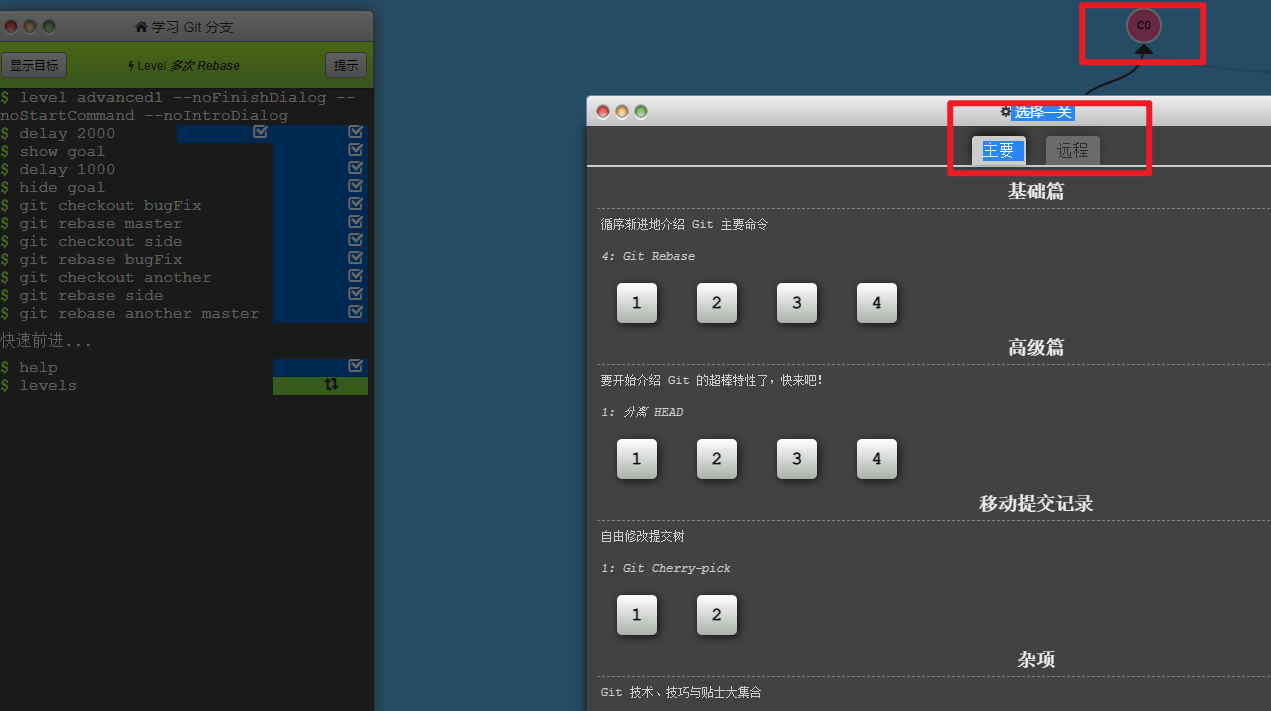 学习 Git 分支
显示目标
Level 多次 Rebase
提示
$ level advanced1 --noFinishDialog --
noStartCommand --noIntroDialog
$ delay 2000
$ show goal
$ delay 1000
$ hide goal
$ git checkout bugFix
$ git rebase master
$ git checkout side
$ git rebase bugFix
$ git checkout another
$ git rebase side
$ git rebase another master
快速前进...
$ help
$ levels
C0
选择一关
主要 远程
基础篇
循序渐进地介绍 Git 主要命令
4: Git Rebase
1 2 3 4
高级篇
要开始介绍 Git 的超棒特性了，快来吧！
1: 分离 HEAD
1 2 3 4
移动提交记录
自由修改提交树
1: Git Cherry-pick
1 2
杂项
Git 技术、技巧与贴士大集合